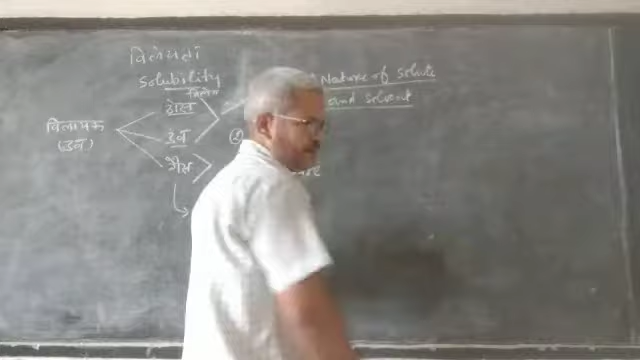 विलेयता
Solubility
Nature of Solute
and Solvent
विलेय
ठोस
विलायक
(द्रव)
द्रव
गैस